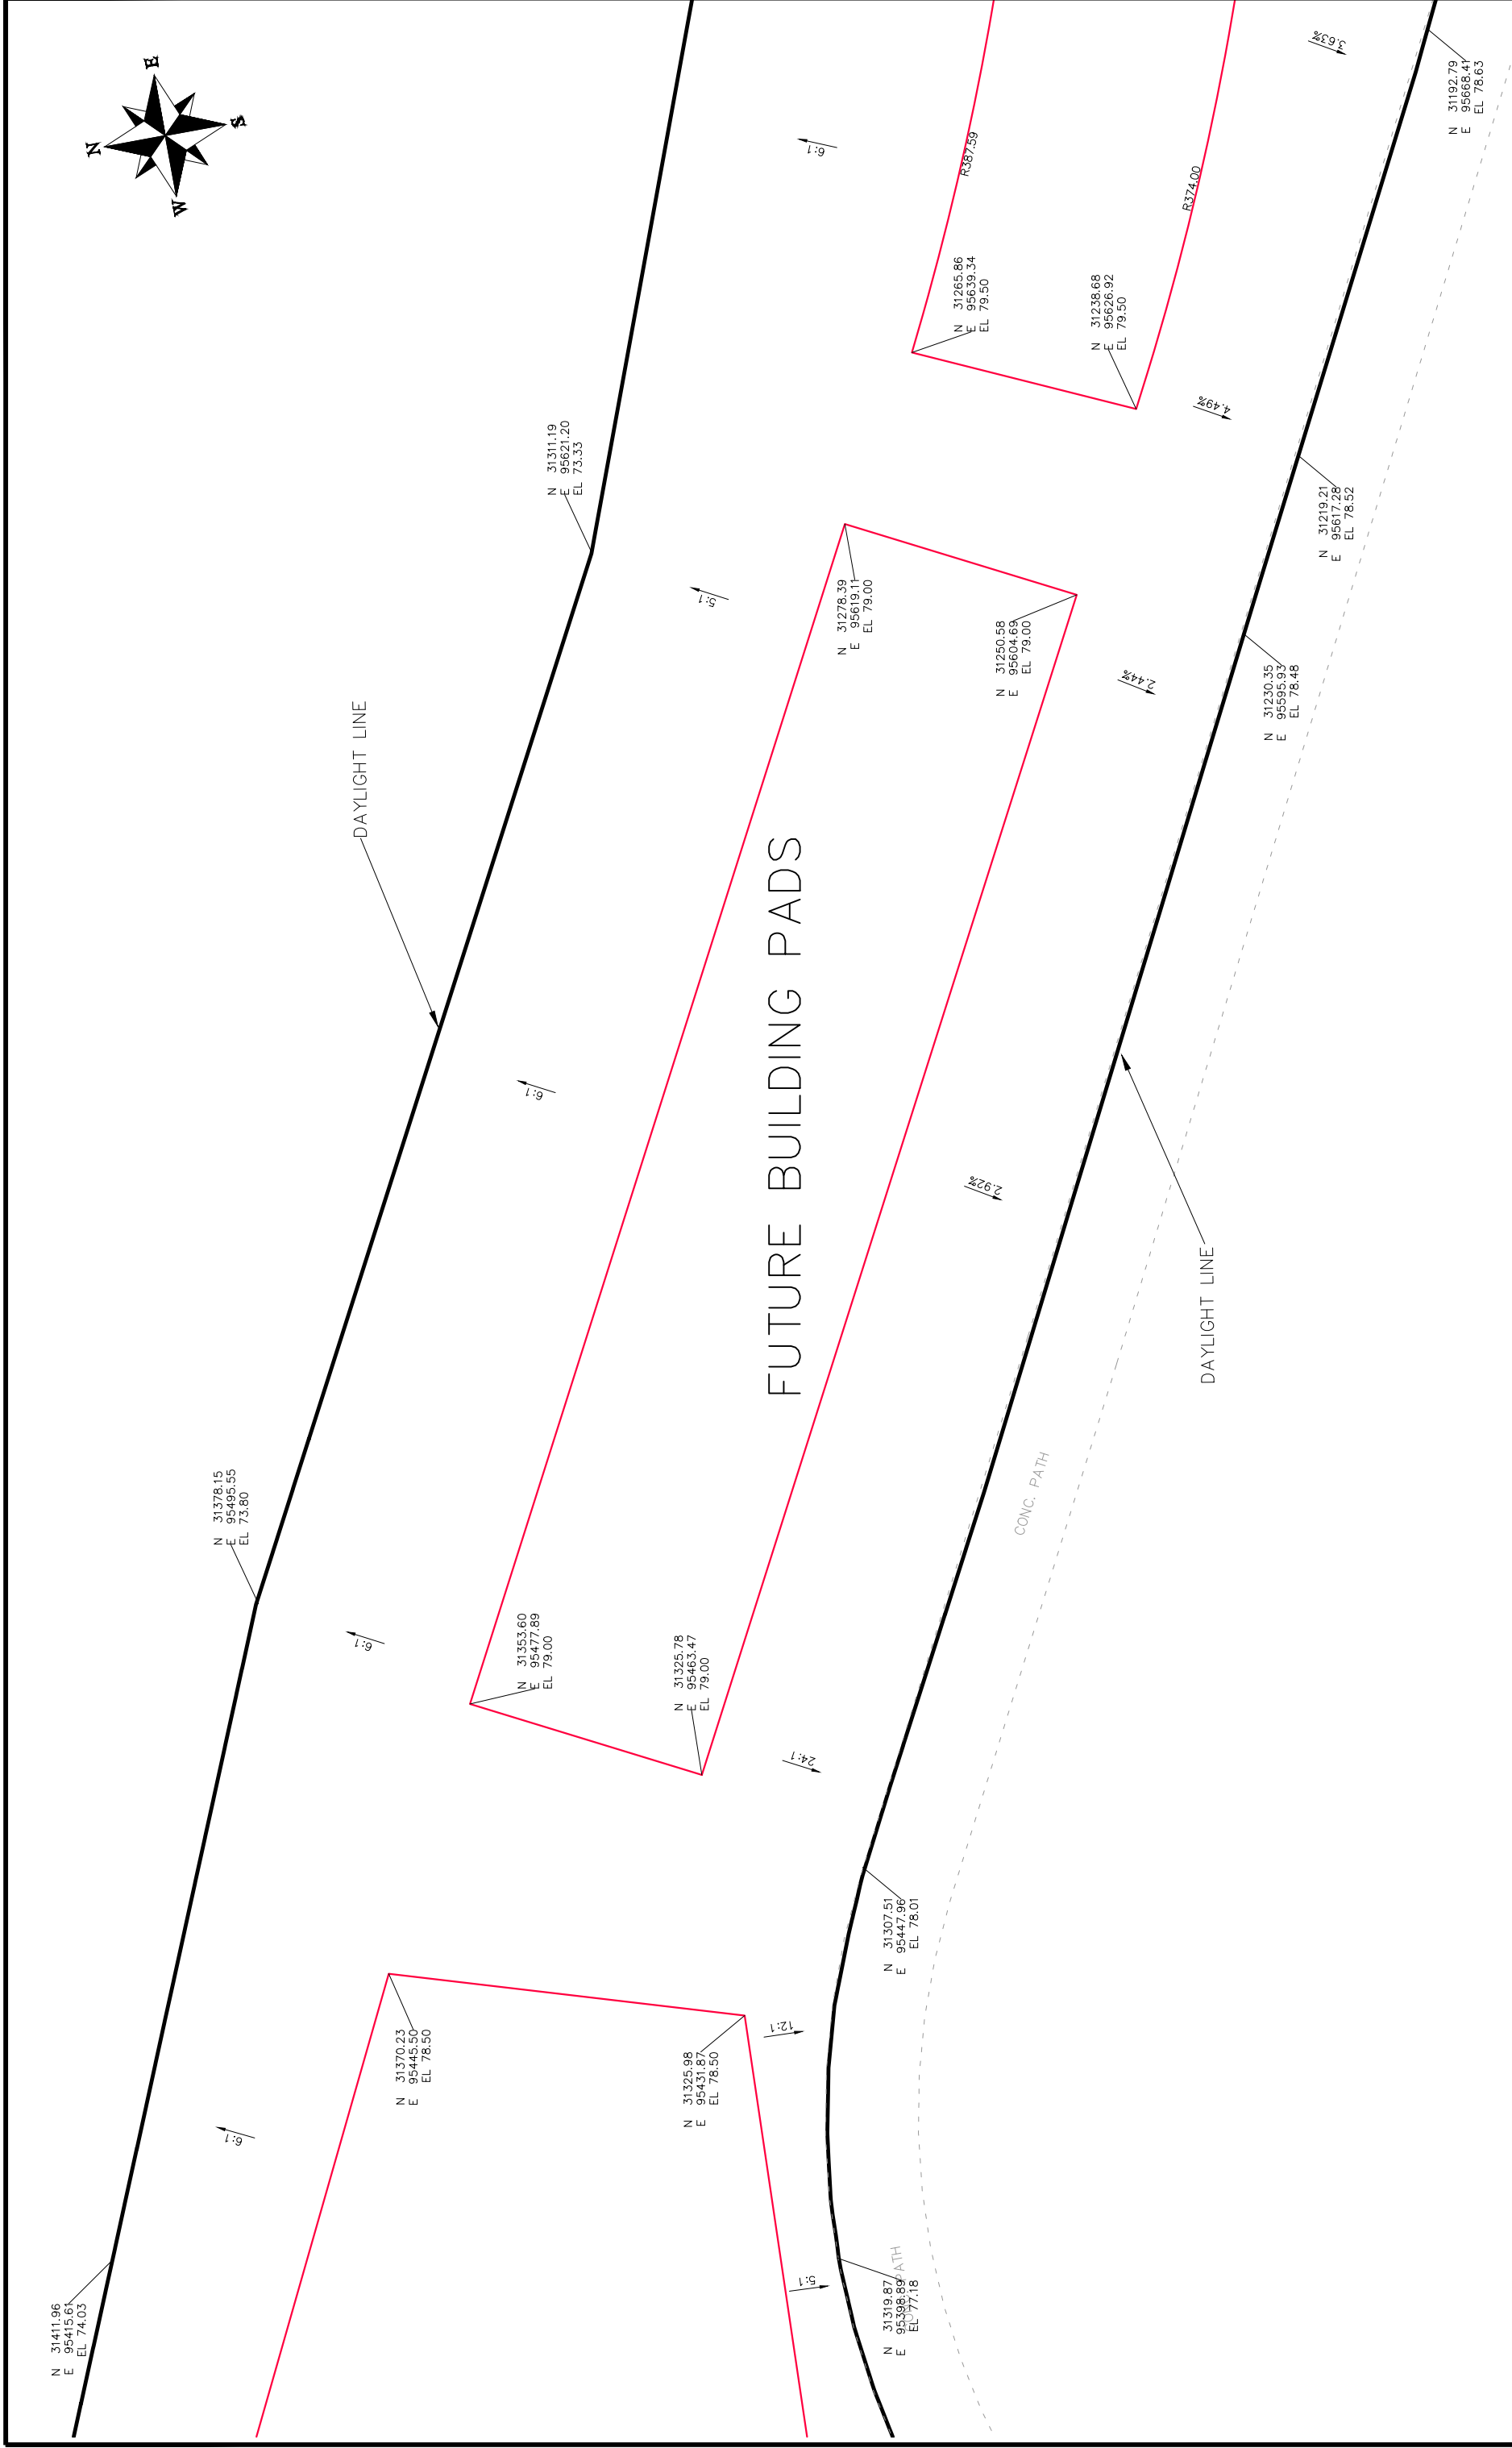 N
E
S
W
3.63%
N 31192.79
E 95668.41
EL 78.63
6:1
R387.59
R374.00
N 31265.86
E 95639.34
EL 79.50
N 31238.68
E 95626.92
EL 79.50
4.49%
N 31311.19
E 95621.20
EL 73.33
N 31219.21
E 95617.28
EL 78.52
5:1
N 31278.39
E 95619.11
EL 79.00
N 31250.58
E 95604.69
EL 79.00
2.44%
N 31230.35
E 95595.93
EL 78.48
DAYLIGHT LINE
FUTURE BUILDING PADS
6:1
2.92%
DAYLIGHT LINE
CONC. PATH
N 31378.15
E 95495.55
EL 73.80
6:1
N 31353.60
E 95477.89
EL 79.00
N 31325.78
E 95463.47
EL 79.00
24:1
N 31307.51
E 95447.96
EL 78.01
N 31370.23
E 95445.50
EL 78.50
N 31325.98
E 95431.87
EL 78.50
12:1
6:1
N 31411.96
E 95415.61
EL 74.03
5:1
N 31319.87
E 95398.89
EL 77.18
PATH